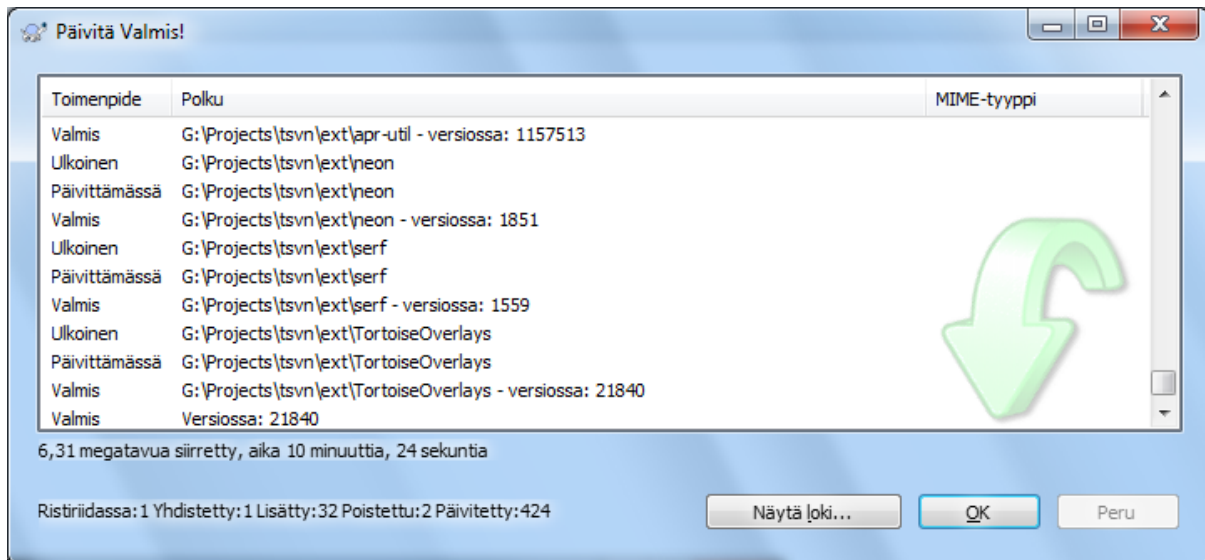 Päivitä Valmis!
Toimenpide Polku MIME-tyyppi
Valmis G:\Projects\tsvn\ext\apr-util - versiossa: 1157513
Ulkoinen G:\Projects\tsvn\ext\neon
Päivittämässä G:\Projects\tsvn\ext\neon
Valmis G:\Projects\tsvn\ext\neon - versiossa: 1851
Ulkoinen G:\Projects\tsvn\ext\serf
Päivittämässä G:\Projects\tsvn\ext\serf
Valmis G:\Projects\tsvn\ext\serf - versiossa: 1559
Ulkoinen G:\Projects\tsvn\ext\TortoiseOverlays
Päivittämässä G:\Projects\tsvn\ext\TortoiseOverlays
Valmis G:\Projects\tsvn\ext\TortoiseOverlays - versiossa: 21840
Valmis Versiossa: 21840
6,31 megatavua siirretty, aika 10 minuuttia, 24 sekuntia
Ristiriidassa:1 Yhdistetty:1 Lisätty:32 Poistettu:2 Päivitetty:424 Näytä loki... OK Peru